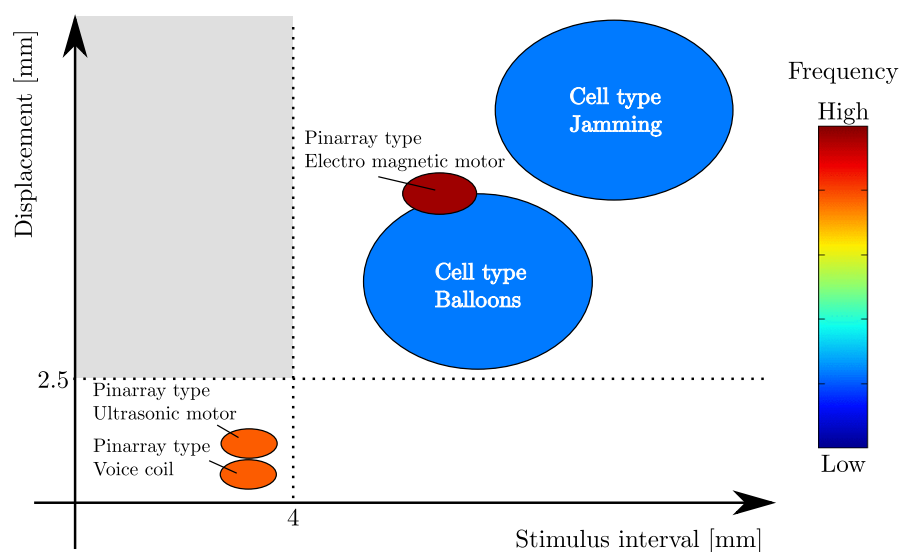 Displacement [mm]
Pinarray type
Electro magnetic motor
Cell type
Jamming
Cell type
Balloons
2.5
Pinarray type
Ultrasonic motor
Pinarray type
Voice coil
4
Stimulus interval [mm]
Frequency
High
Low